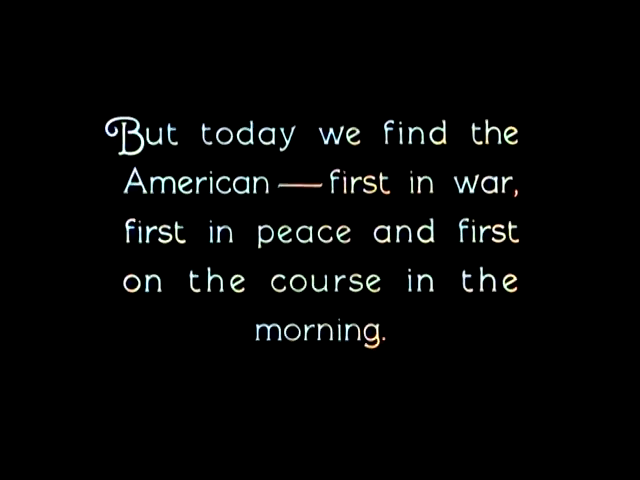 But today we find the
American — first in war,
first in peace and first
on the course in the
morning.